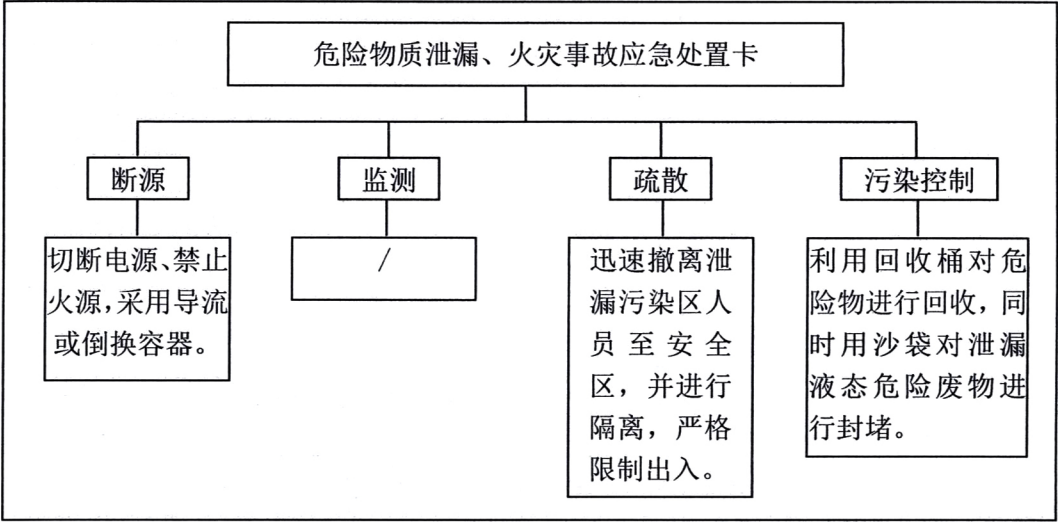 危险物质泄漏、火灾事故应急处置卡
断源
监测
疏散
污染控制
切断电源、禁止
火源,采用导流
或倒换容器。
/
迅速撤离泄
漏污染区人
员至安全
区，并进行
隔离，严格
限制出入。
利用回收桶对危
险物进行回收，同
时用沙袋对泄漏
液态危险废物进
行封堵。